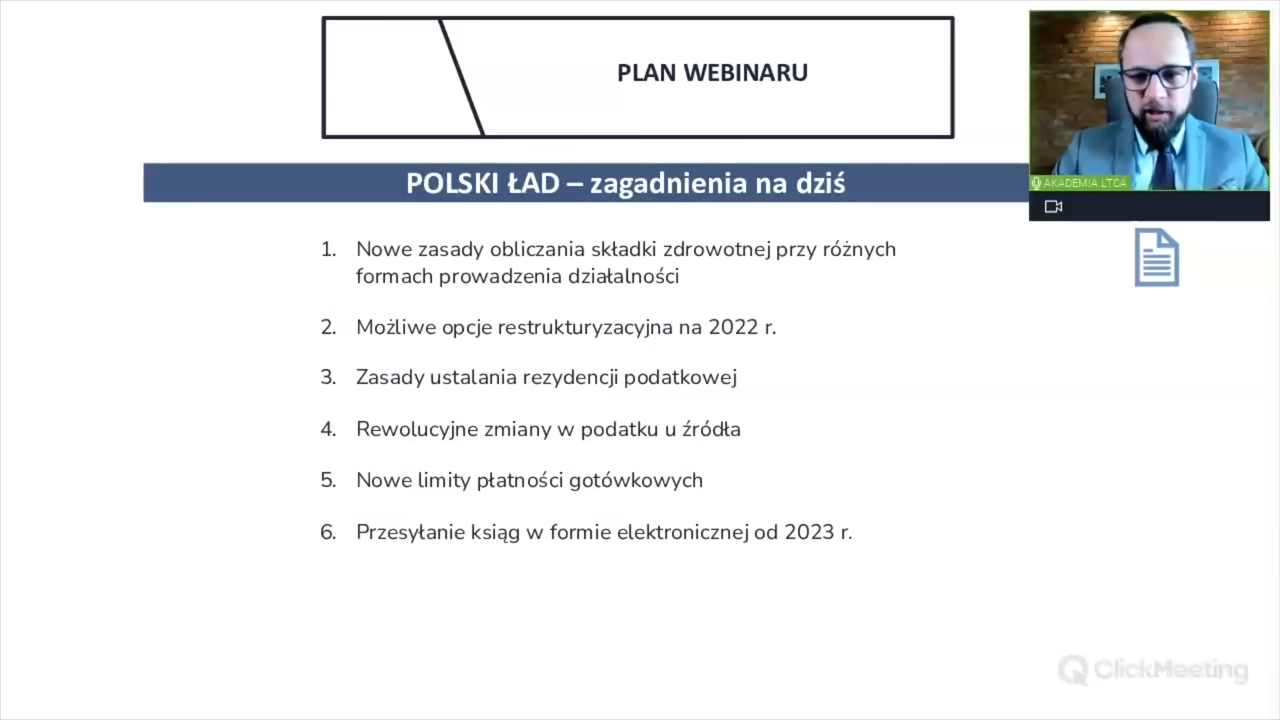 PLAN WEBINARU
POLSKI ŁAD – zagadnienia na dziś
1. Nowe zasady obliczania składki zdrowotnej przy różnych
formach prowadzenia działalności
2. Możliwe opcje restrukturyzacyjna na 2022 r.
3. Zasady ustalania rezydencji podatkowej
4. Rewolucyjne zmiany w podatku u źródła
5. Nowe limity płatności gotówkowych
6. Przesyłanie ksiąg w formie elektronicznej od 2023 r.
AKADEMIA LTCA
ClickMeeting